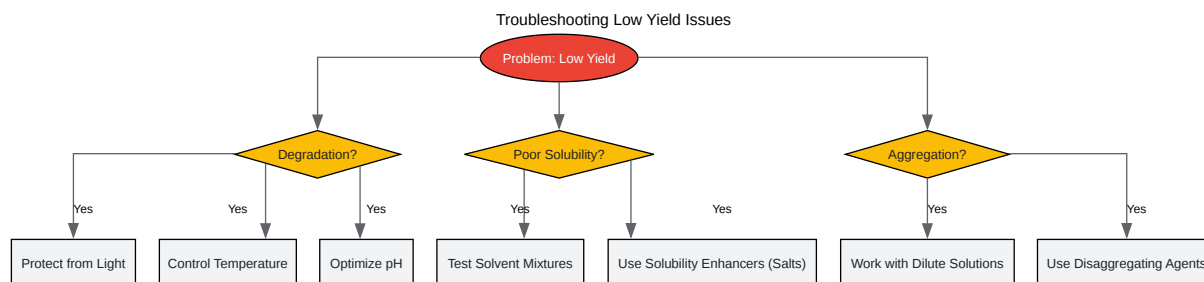 Troubleshooting Low Yield Issues
Problem: Low Yield
Degradation?
Poor Solubility?
Aggregation?
Yes
Yes
Yes
Yes
Yes
Yes
Yes
Protect from Light
Control Temperature
Optimize pH
Test Solvent Mixtures
Use Solubility Enhancers (Salts)
Work with Dilute Solutions
Use Disaggregating Agents